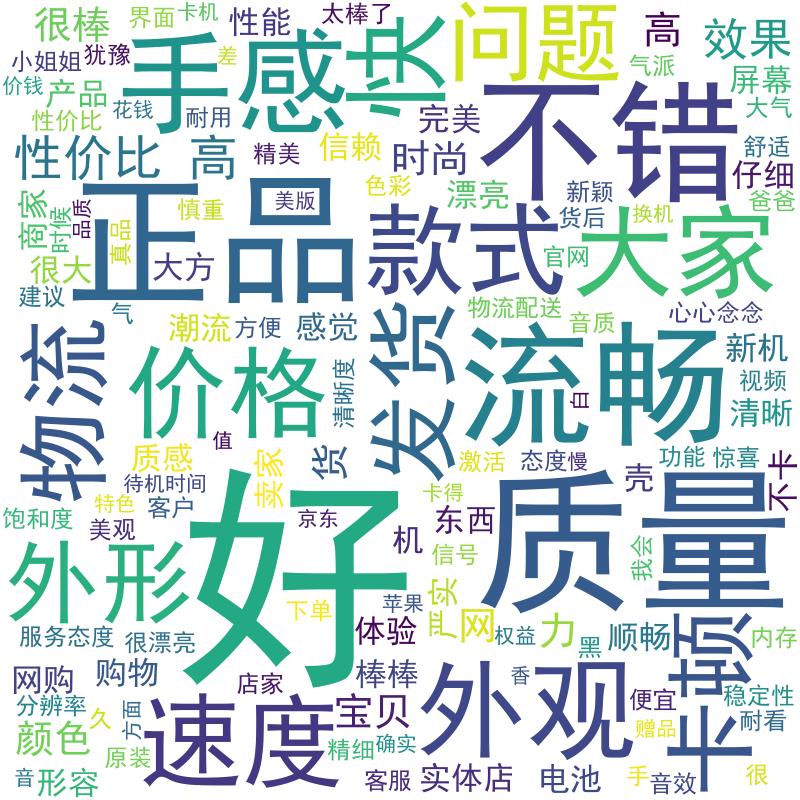 很棒
界面
卡机
性能
太棒了
问题
高
效果
小姐姐
犹豫
差
手感
快
气派
屏幕
价钱
产品
花钱
不错
大气
性价比
耐用
完美
性价比
高
精美
信赖
时尚
舒适
仔细
美版
色彩
漂亮
新颖
爸爸
商家
时候
品质
真品
慎重
正品
款式
货后
换机
大家
很大
大方
官网
建议
气
潮流
方便
感觉
物流配送
音质
心心念念
物流
价格
清晰度
发货
流畅
白
新机
视频
清晰
值
质感
卖家
货
激活
态度
慢
功能
惊喜
不卡
待机时间
特色
客户
好
卡得
壳
质量
饱和度
美观
京东
机
东西
信号
我会
外形
下单
苹果
严实
网
权益
力
黑
顺畅
卡顿
内存
服务态度
很漂亮
体验
网购
购物
店家
棒棒
外观
香
便宜
稳定性
分辨率
久
方面
速度
宝贝
赠品
耐看
颜色
原装
精细
确实
音
形容
客服
实体店
电池
手
音效
很